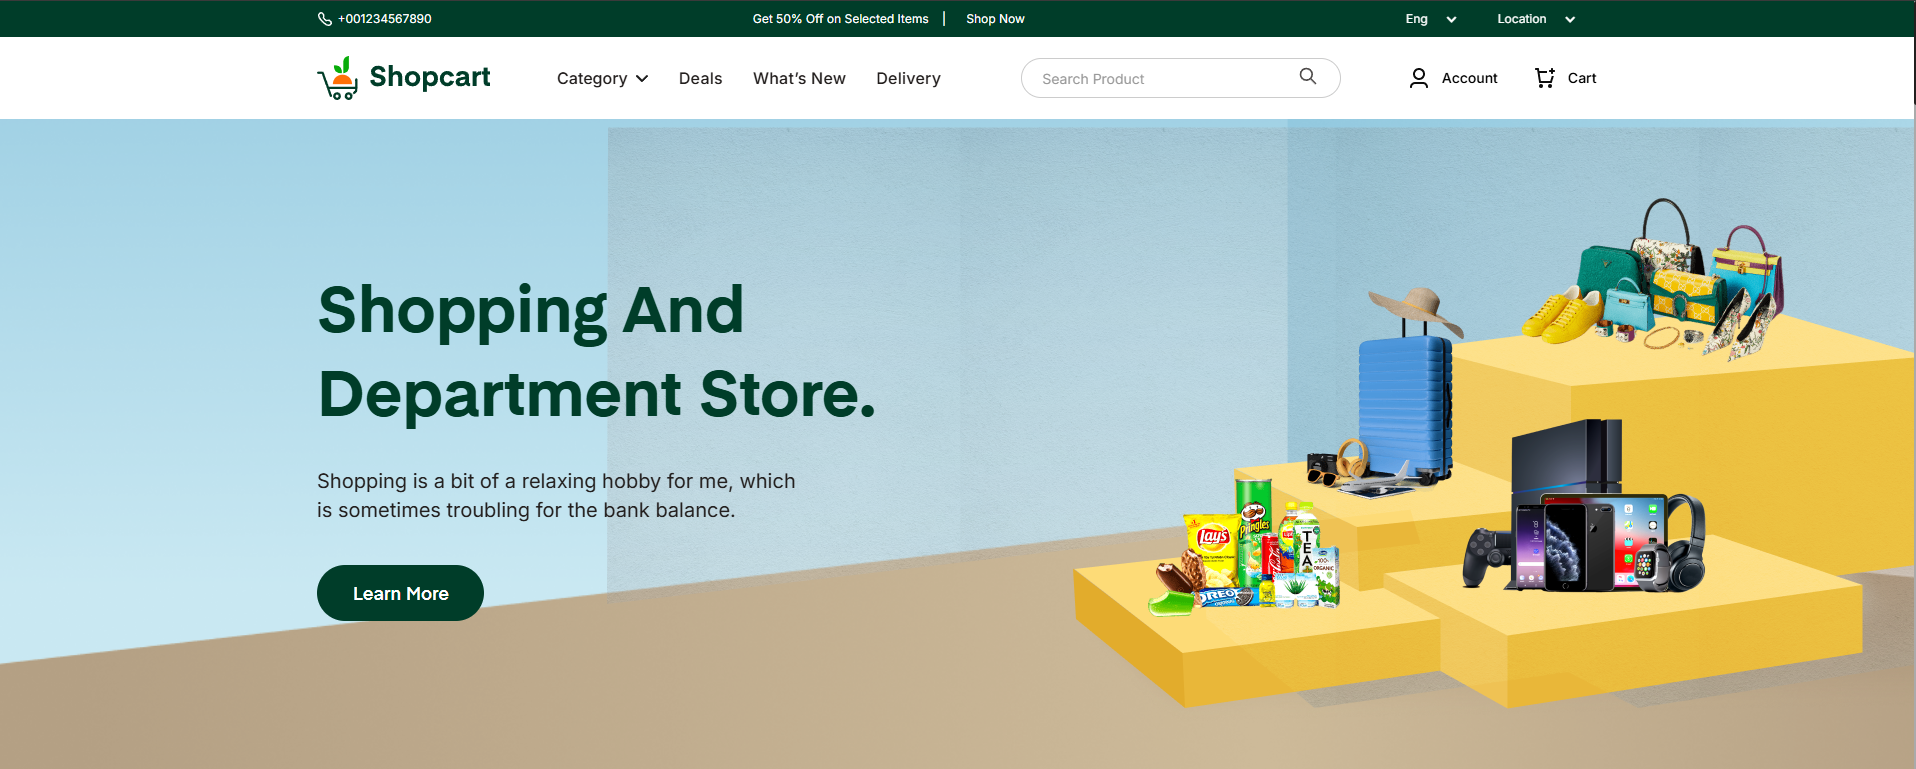 +001234567890
Get 50% Off on Selected Items | Shop Now
Eng
Location
Shopcart
Category
Deals
What's New
Delivery
Search Product
Account
Cart
Shopping And
Department Store.
Shopping is a bit of a relaxing hobby for me, which
is sometimes troubling for the bank balance.
Learn More
Lay's
Pringles
TEA
100%
ORGANIC
OREO